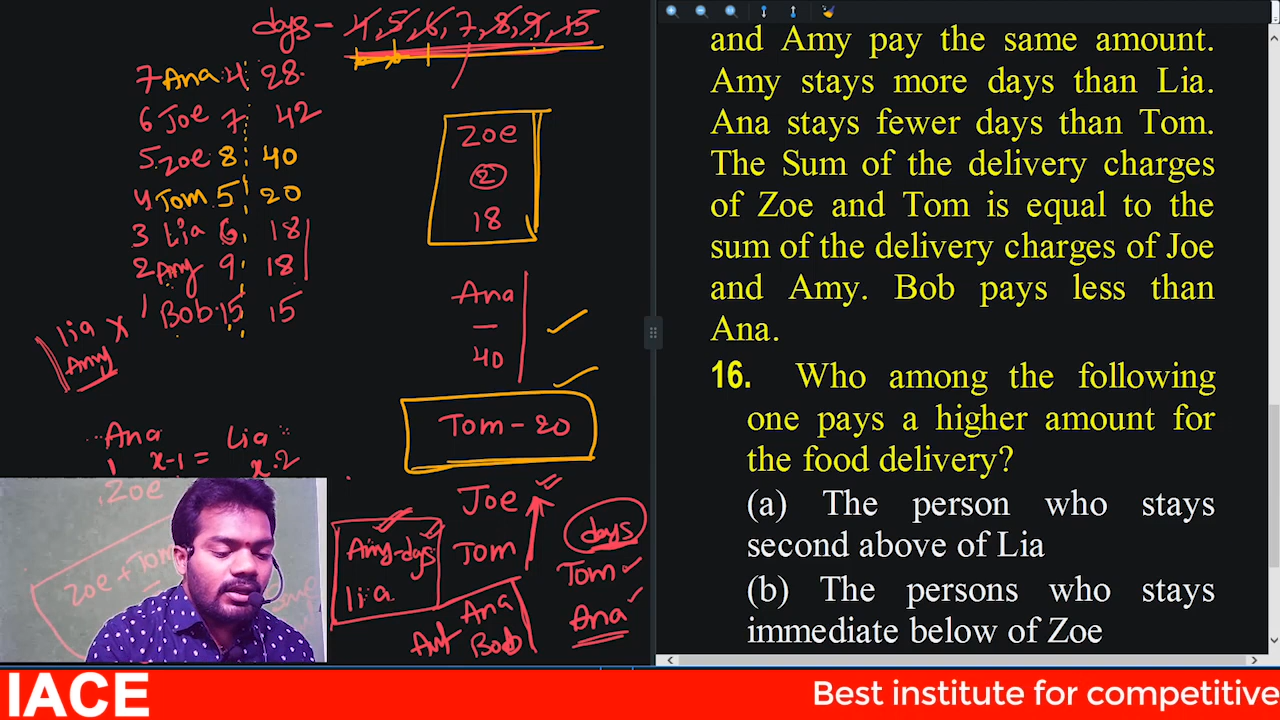 days - 4, 5, 6, 7, 8, 9, 15
7 Ana 4 28
6 Joe 7 42
5 Zoe 8 40
4 Tom 5 20
3 Lia 6 18
2 Amy 9 18
1 Bob 15 15
Lia x
Amy
Zoe
2
18
Ana
40
Tom - 20
Ana Lia
1 x-1 = x.2
Zoe
Zoe + Tom
Joe
Tom
Ana
Bob
Amy-days
Lia
days
Tom
Ana
and Amy pay the same amount.
Amy stays more days than Lia.
Ana stays fewer days than Tom.
The Sum of the delivery charges
of Zoe and Tom is equal to the
sum of the delivery charges of Joe
and Amy. Bob pays less than
Ana.
16. Who among the following
one pays a higher amount for
the food delivery?
(a) The person who stays
second above of Lia
(b) The persons who stays
immediate below of Zoe
IACE
Best institute for competitive